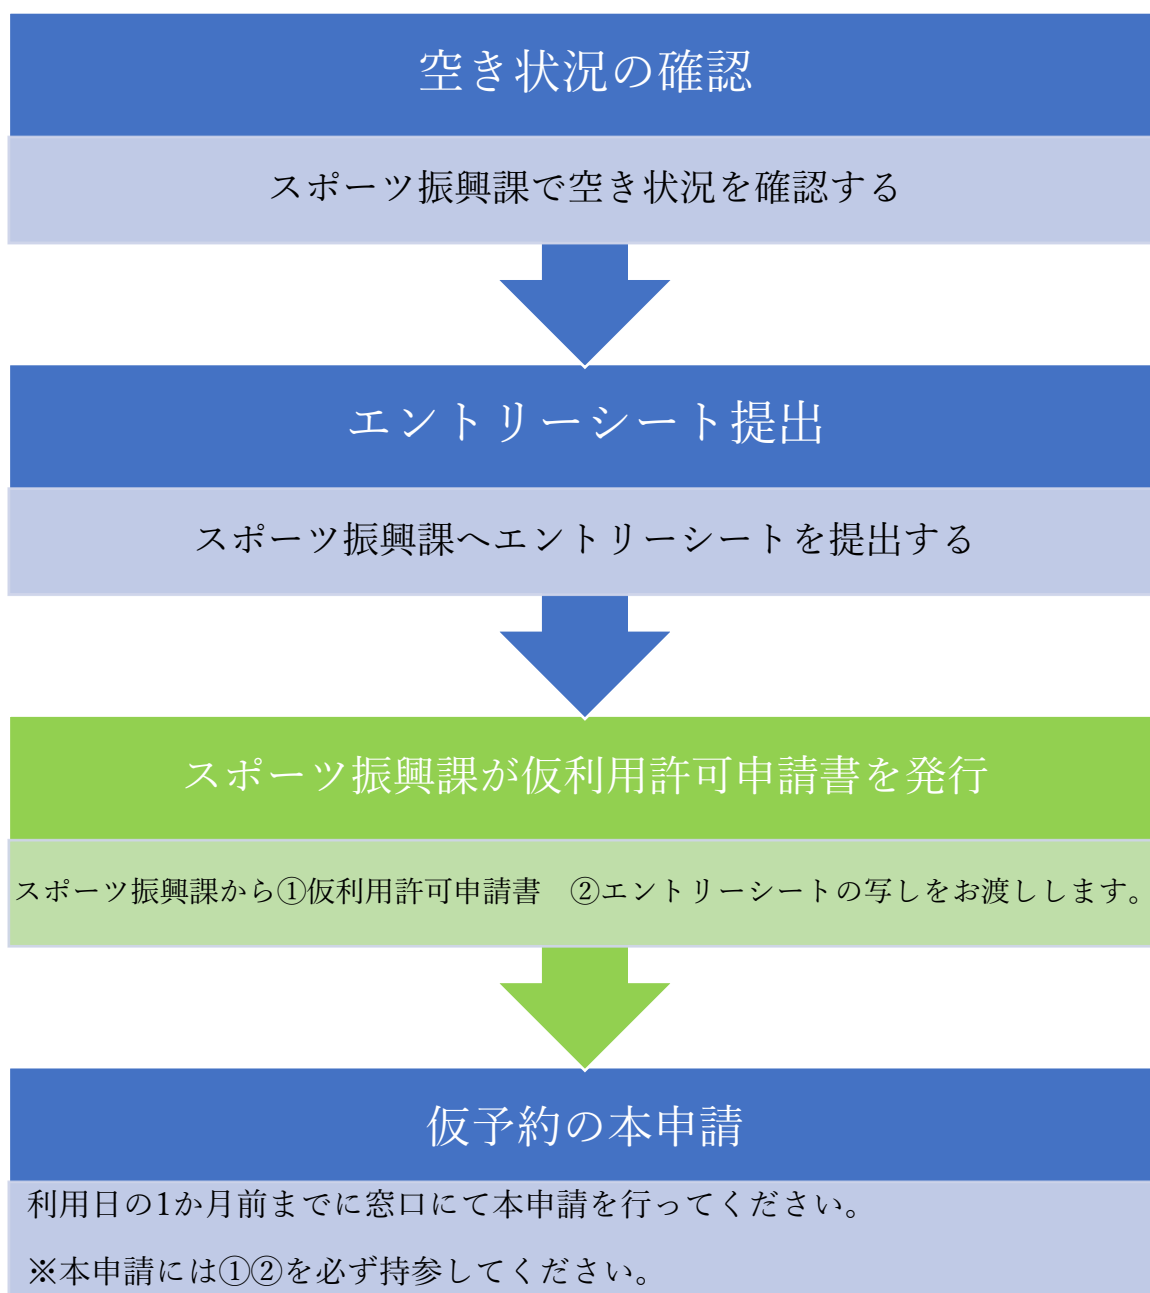 空き状況の確認
スポーツ振興課で空き状況を確認する
エントリーシート提出
スポーツ振興課へエントリーシートを提出する
スポーツ振興課が仮利用許可申請書を発行
スポーツ振興課から①仮利用許可申請書　②エントリーシートの写しをお渡しします。
仮予約の本申請
利用日の1か月前までに窓口にて本申請を行ってください。
※本申請には①②を必ず持参してください。